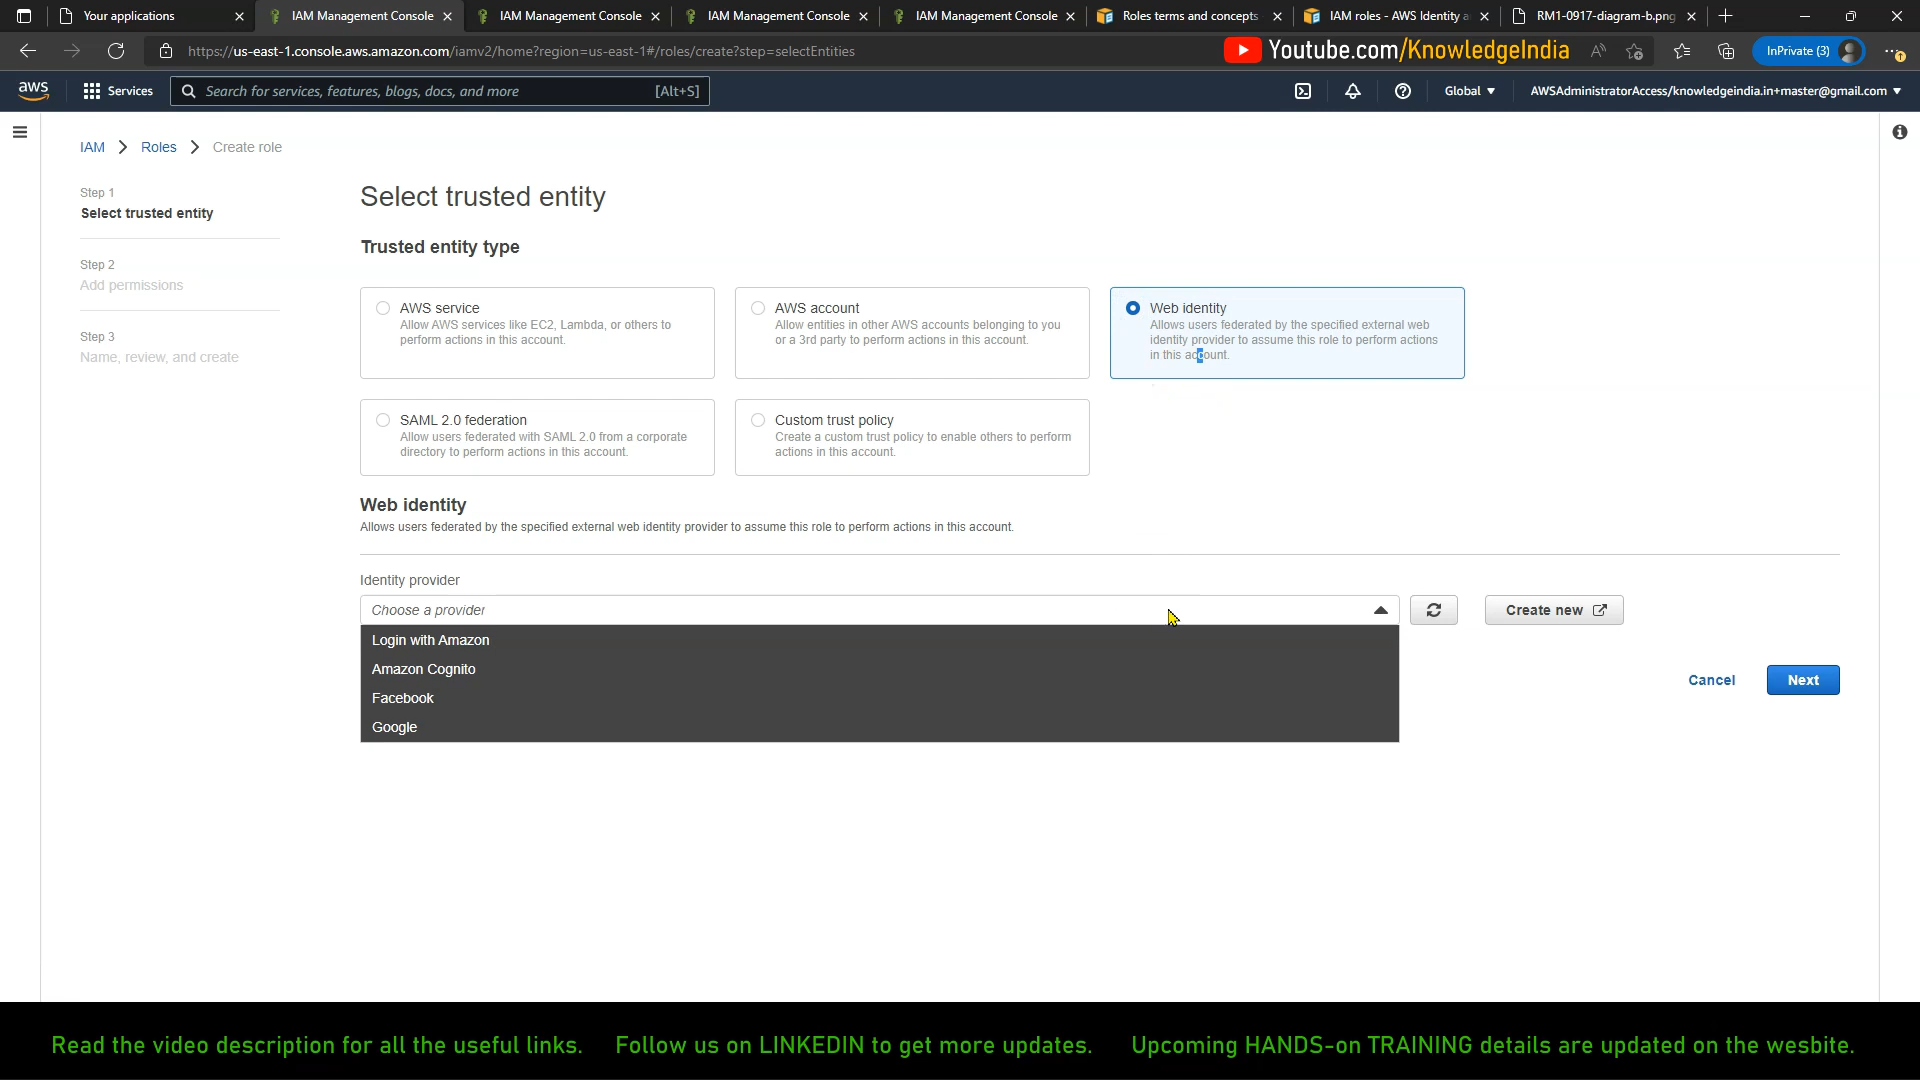 Your applications
IAM Management Console
IAM Management Console
IAM Management Console
IAM Management Console
Roles terms and concepts
IAM roles - AWS Identity a
RM1-0917-diagram-b.png
https://us-east-1.console.aws.amazon.com/iamv2/home?region=us-east-1#/roles/create?step=selectEntities
Youtube.com/KnowledgeIndia
InPrivate (3)
aws
Services
Search for services, features, blogs, docs, and more
[Alt+S]
Global
AWSAdministratorAccess/knowledgeindia.in+master@gmail.com
IAM
Roles
Create role
Step 1
Select trusted entity
Step 2
Add permissions
Step 3
Name, review, and create
Select trusted entity
Trusted entity type
AWS service
Allow AWS services like EC2, Lambda, or others to
perform actions in this account.
AWS account
Allow entities in other AWS accounts belonging to you
or a 3rd party to perform actions in this account.
Web identity
Allows users federated by the specified external web
identity provider to assume this role to perform actions
in this account.
SAML 2.0 federation
Allow users federated with SAML 2.0 from a corporate
directory to perform actions in this account.
Custom trust policy
Create a custom trust policy to enable others to perform
actions in this account.
Web identity
Allows users federated by the specified external web identity provider to assume this role to perform actions in this account.
Identity provider
Choose a provider
Create new
Login with Amazon
Amazon Cognito
Facebook
Google
Cancel
Next
Read the video description for all the useful links. Follow us on LINKEDIN to get more updates. Upcoming HANDS-on TRAINING details are updated on the wesbite.